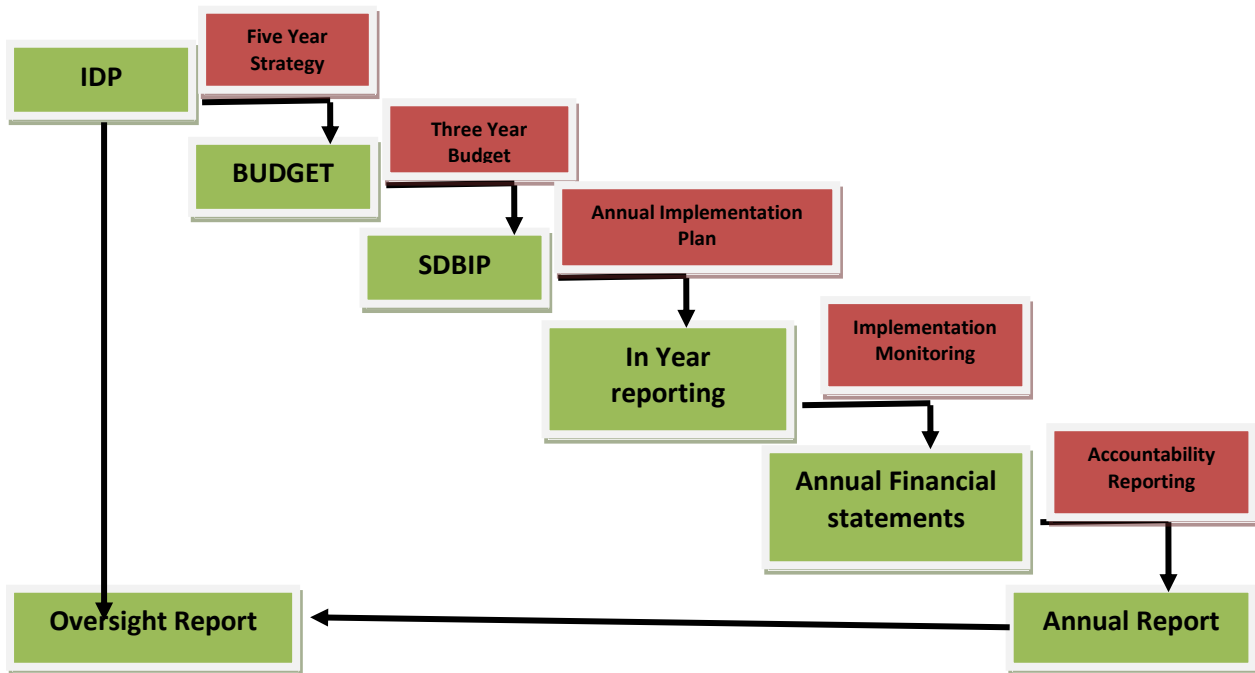 Five Year
Strategy
IDP
Three Year
Budget
BUDGET
Annual Implementation
Plan
SDBIP
Implementation
Monitoring
In Year
reporting
Accountability
Reporting
Annual Financial
statements
Oversight Report
Annual Report